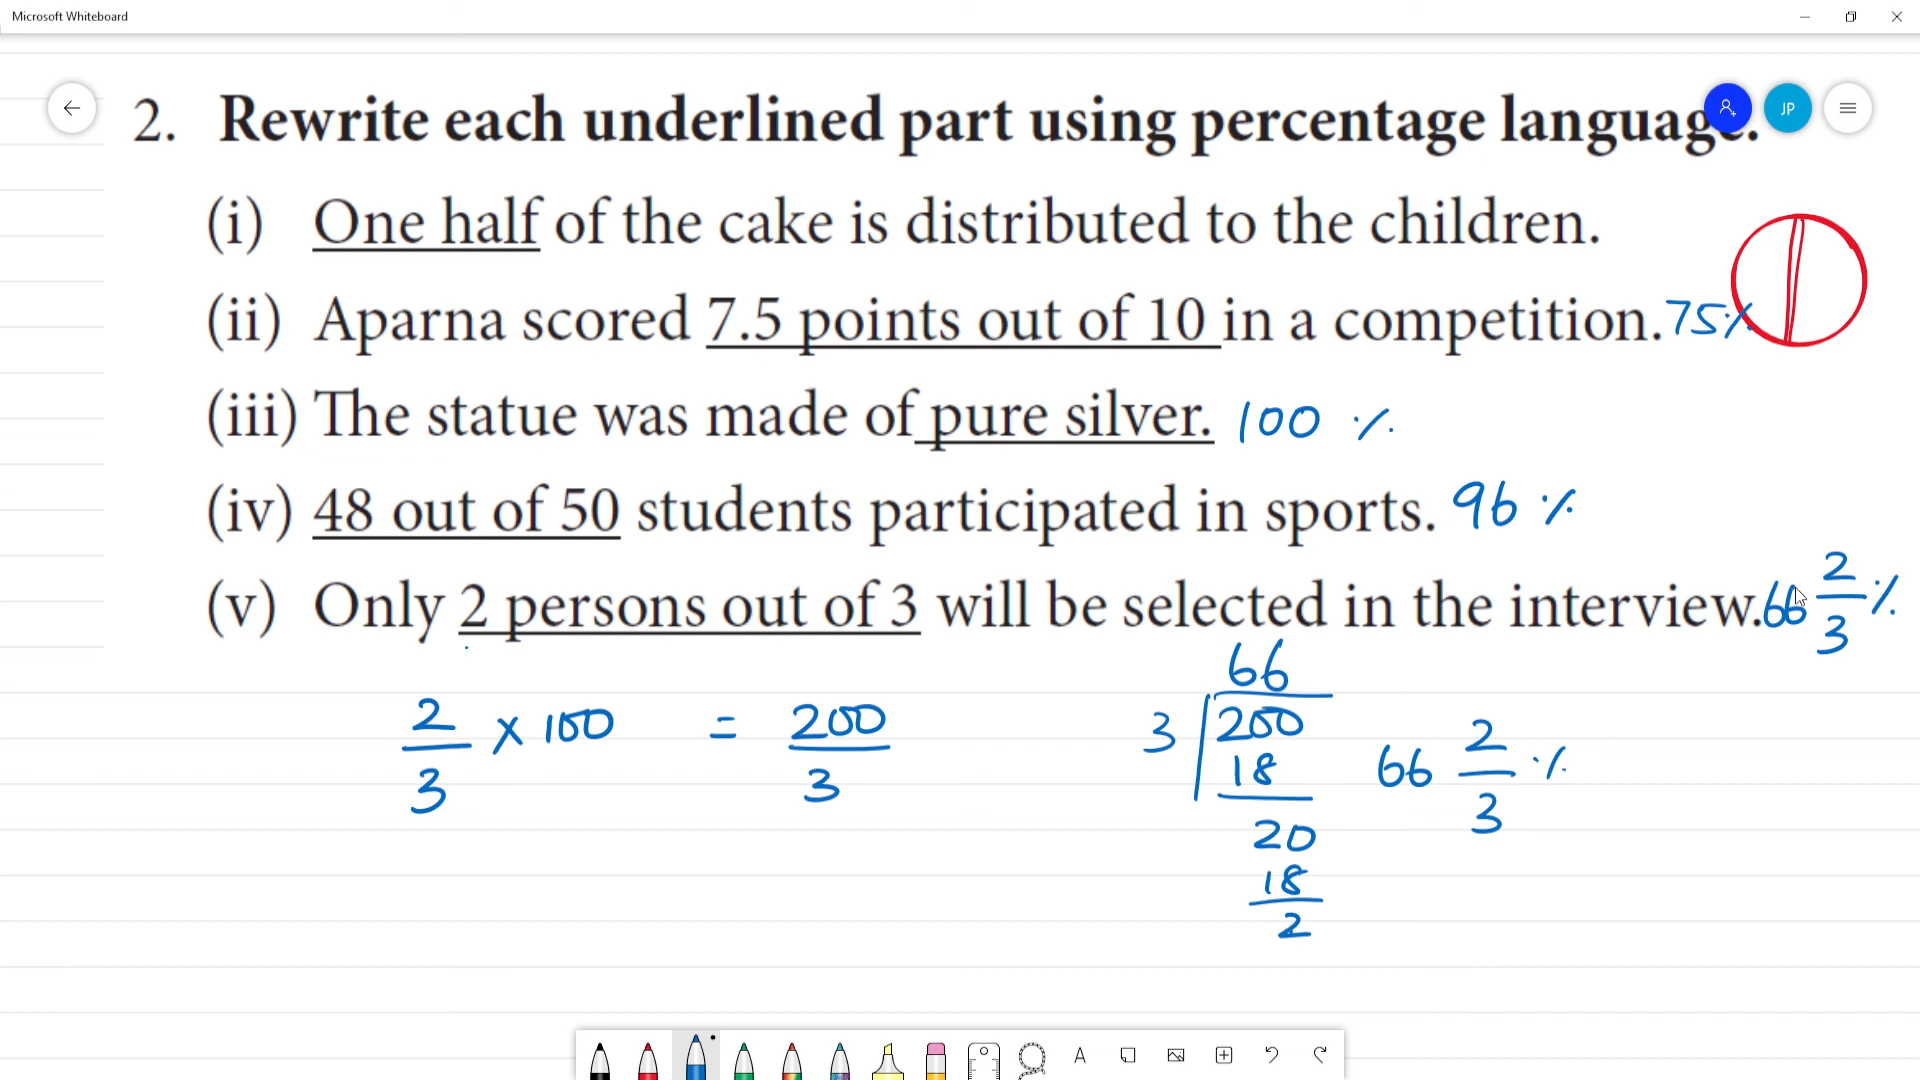 Microsoft Whiteboard
2. Rewrite each underlined part using percentage language.
JP
(i) One half of the cake is distributed to the children.
(ii) Aparna scored 7.5 points out of 10 in a competition. 75%
(iii) The statue was made of pure silver. 100 %
(iv) 48 out of 50 students participated in sports. 96 %
(v) Only 2 persons out of 3 will be selected in the interview. 66 2/3 %
2/3 x 100 = 200/3
66
3 200
18
66 2/3 %
20
18
2
A